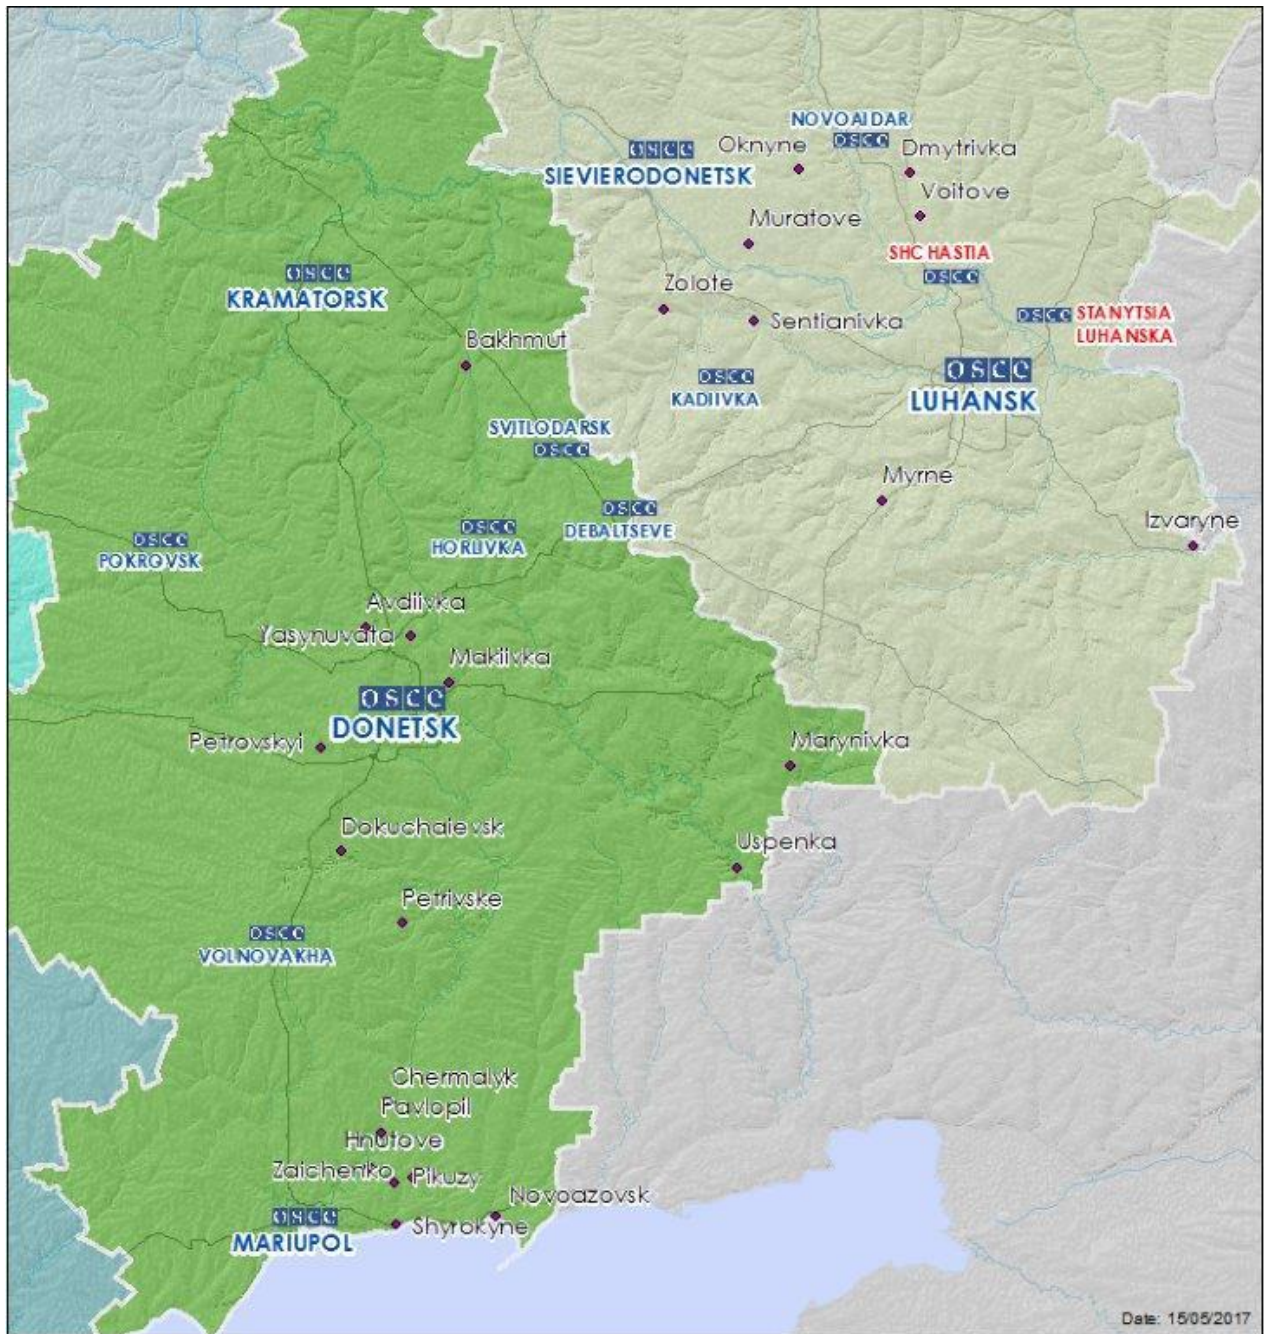 NOVOAIDAR
OSCE
Oknyne
Dmytrivka
OSCE
SIEVIERODONETSK
Voitove
Muratove
SHCHASTIA
OSCE
OSCE
KRAMATORSK
Zolote
Sentianivka
OSCE
STANYTSIA
LUHANSKA
Bakhmut
OSCE
KADIIVKA
OSCE
LUHANSK
SVITLODARSK
OSCE
Myrne
OSCE
DEBALTSEVE
OSCE
HORLIVKA
OSCE
POKROVSK
Izvaryne
Avdiivka
Yasynuvata
Makiivka
OSCE
DONETSK
Petrovskyi
Marynivka
Dokuchaievsk
Uspenka
Petrivske
OSCE
VOLNOVAKHA
Chermalyk
Pavlopil
Hnutove
Zaichenko
Pikuzy
Novoazovsk
OSCE
MARIUPOL
Shyrokyne
Date: 15/05/2017